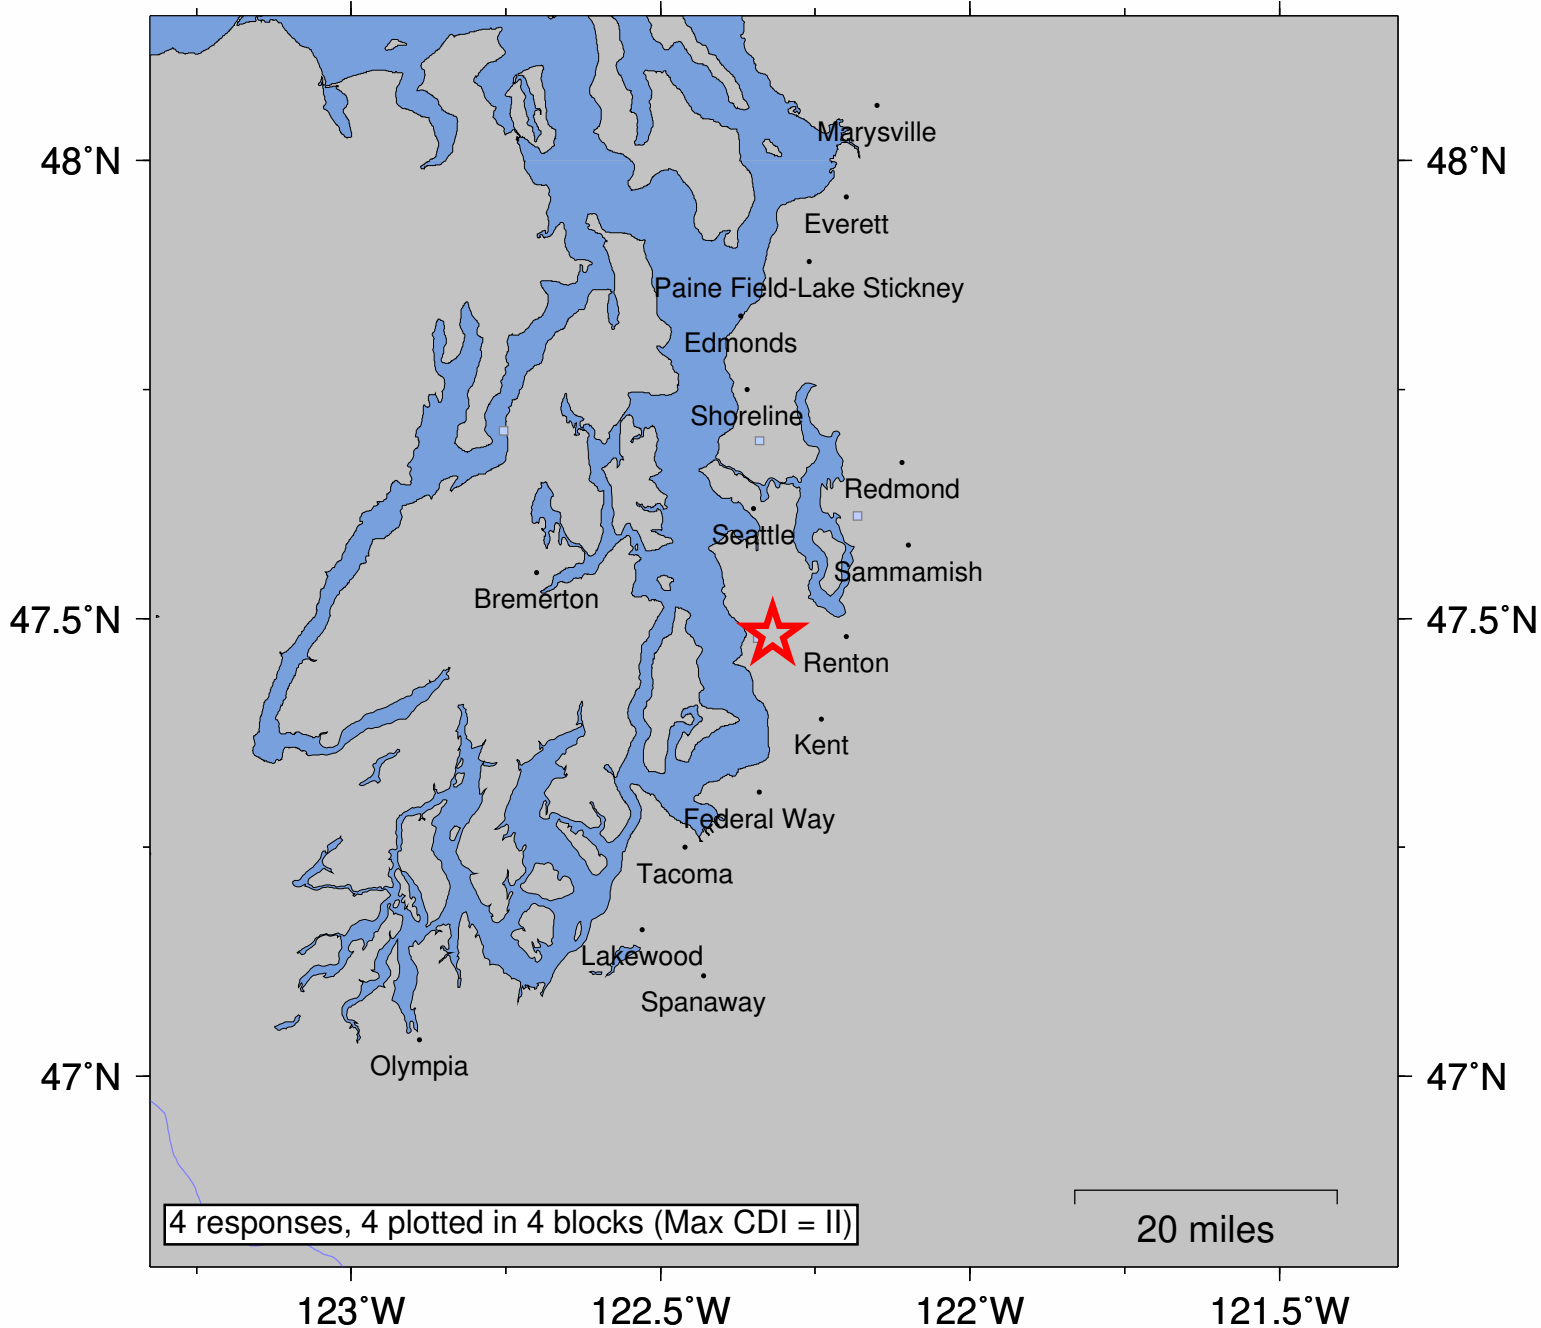 Marysville
48°N 48°N
Everett
Paine Field-Lake Stickney
Edmonds
Shoreline
Redmond
Seattle
Sammamish
Bremerton
47.5°N 47.5°N
Renton
Kent
Federal Way
Tacoma
Lakewood
Spanaway
Olympia
47°N 47°N
4 responses, 4 plotted in 4 blocks (Max CDI = II)
20 miles
123°W 122.5°W 122°W 121.5°W